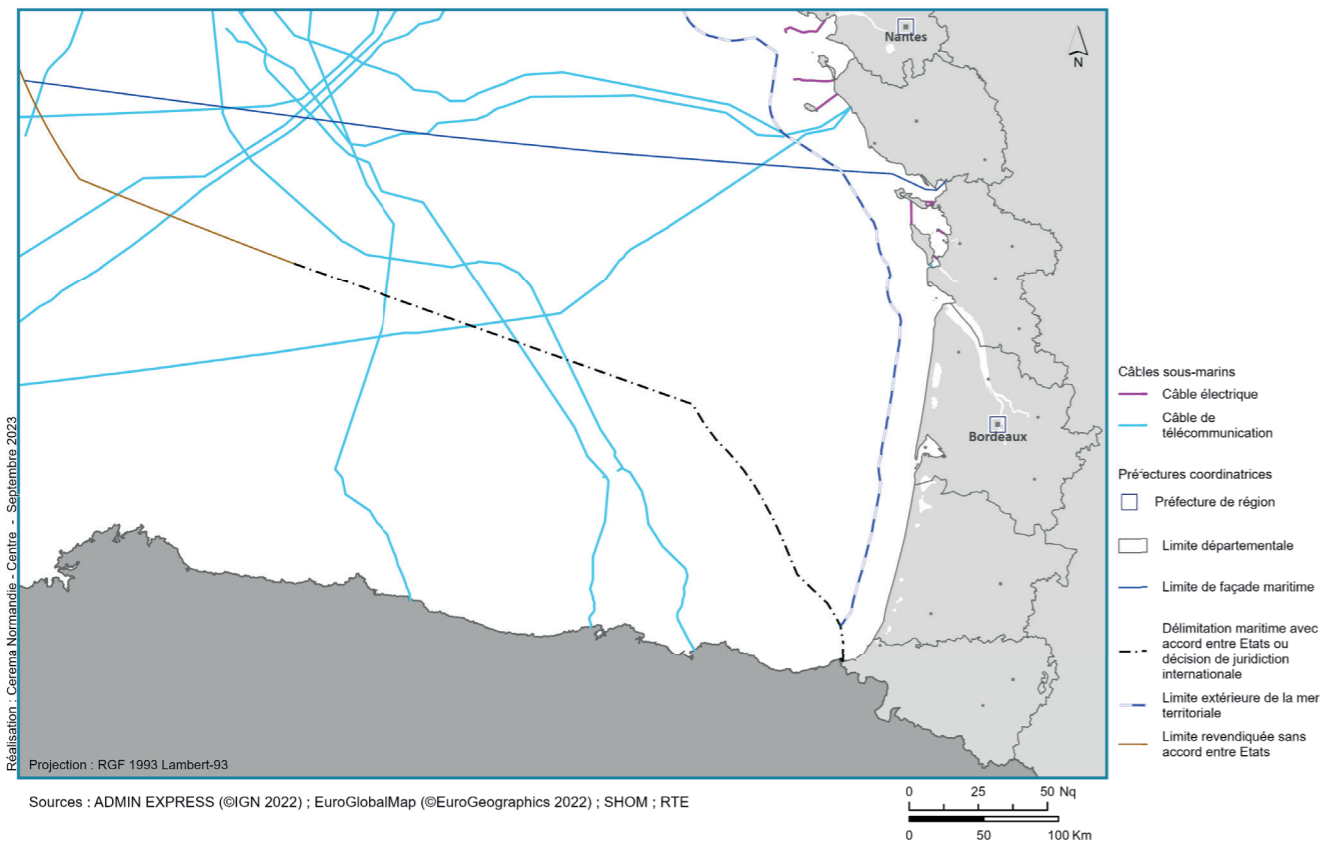 Nantes
N
Bordeaux
Réalisation : Cerema Normandie - Centre - Septembre 2023
Projection : RGF 1993 Lambert-93
Câbles sous-marins
Câble électrique
Câble de
télécommunication
Préfectures coordinatrices
Préfecture de région
Limite départementale
Limite de façade maritime
Délimitation maritime avec
accord entre Etats ou
décision de juridiction
internationale
Limite extérieure de la mer
territoriale
Limite revendiquée sans
accord entre Etats
Sources : ADMIN EXPRESS (©IGN 2022) ; EuroGlobalMap (©EuroGeographics 2022) ; SHOM ; RTE
0 25 50 Nq
0 50 100 Km